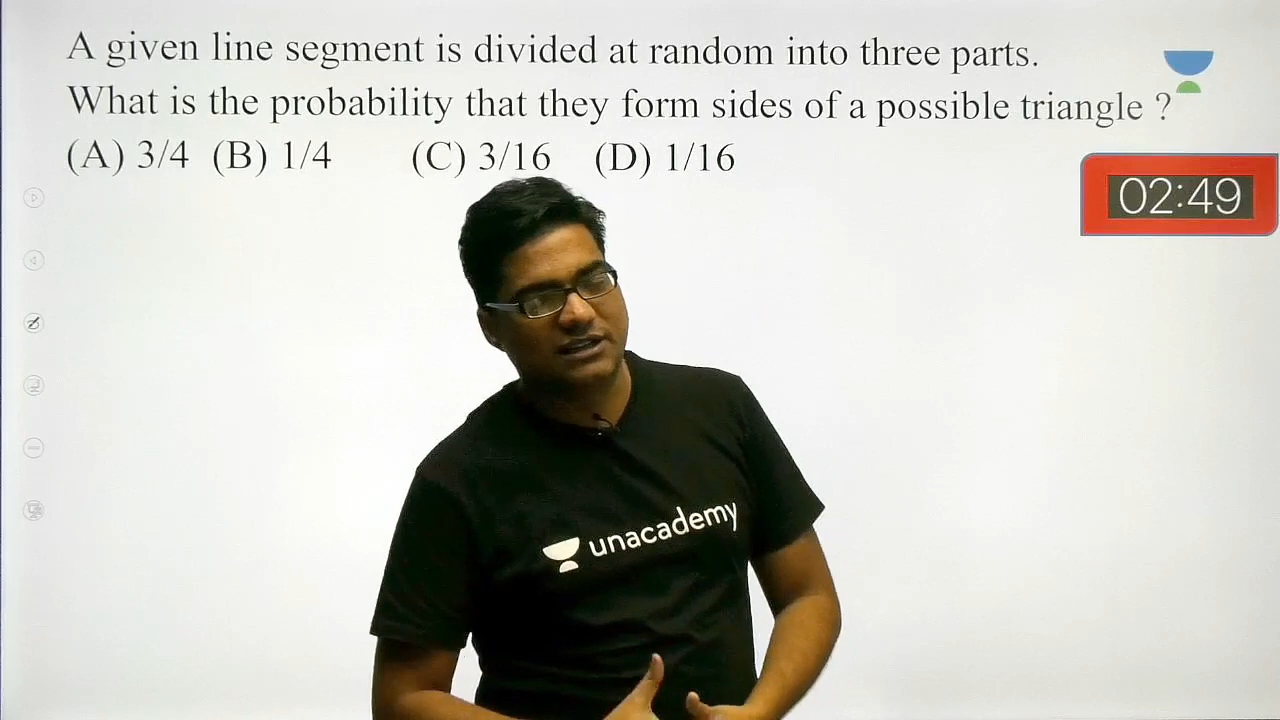 A given line segment is divided at random into three parts.
What is the probability that they form sides of a possible triangle ?
(A) 3/4 (B) 1/4 (C) 3/16 (D) 1/16
02:49
unacademy